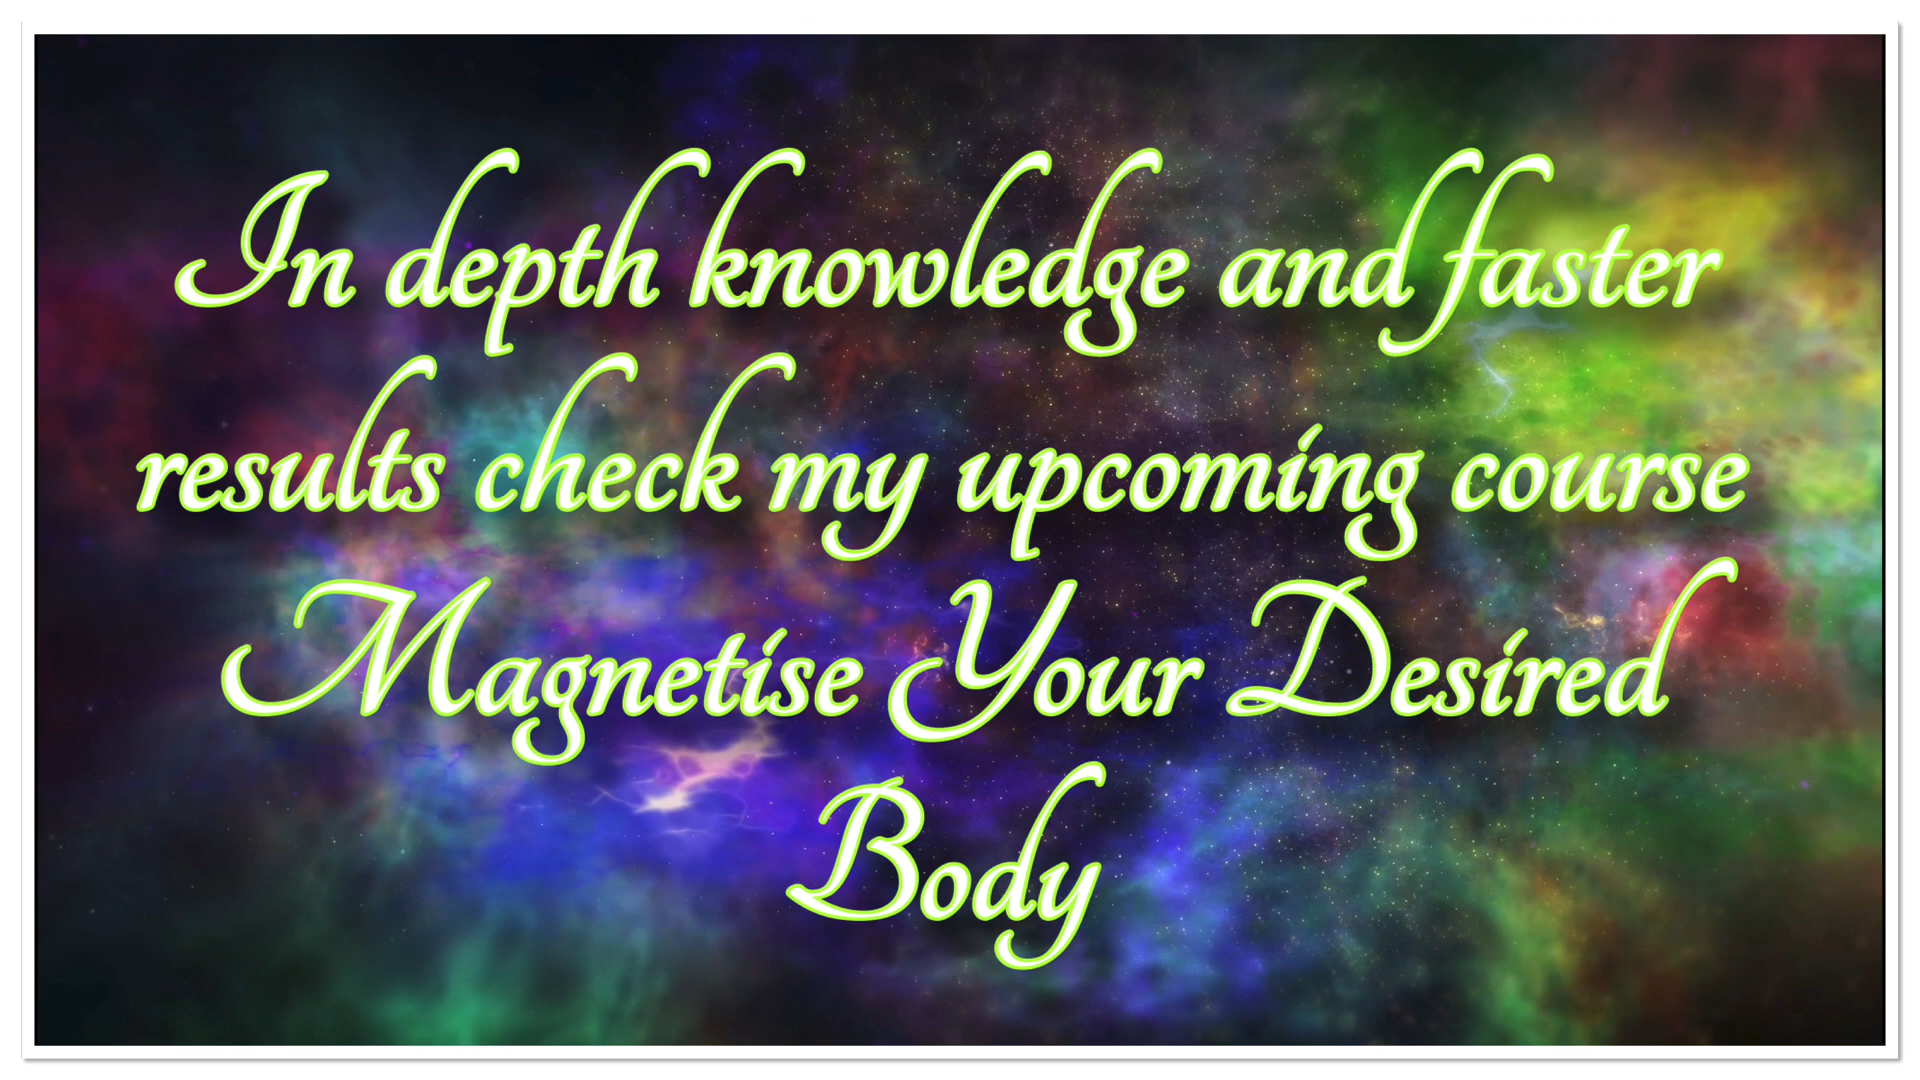 In depth knowledge and faster
results check my upcoming course
Magnetise Your Desired
Body